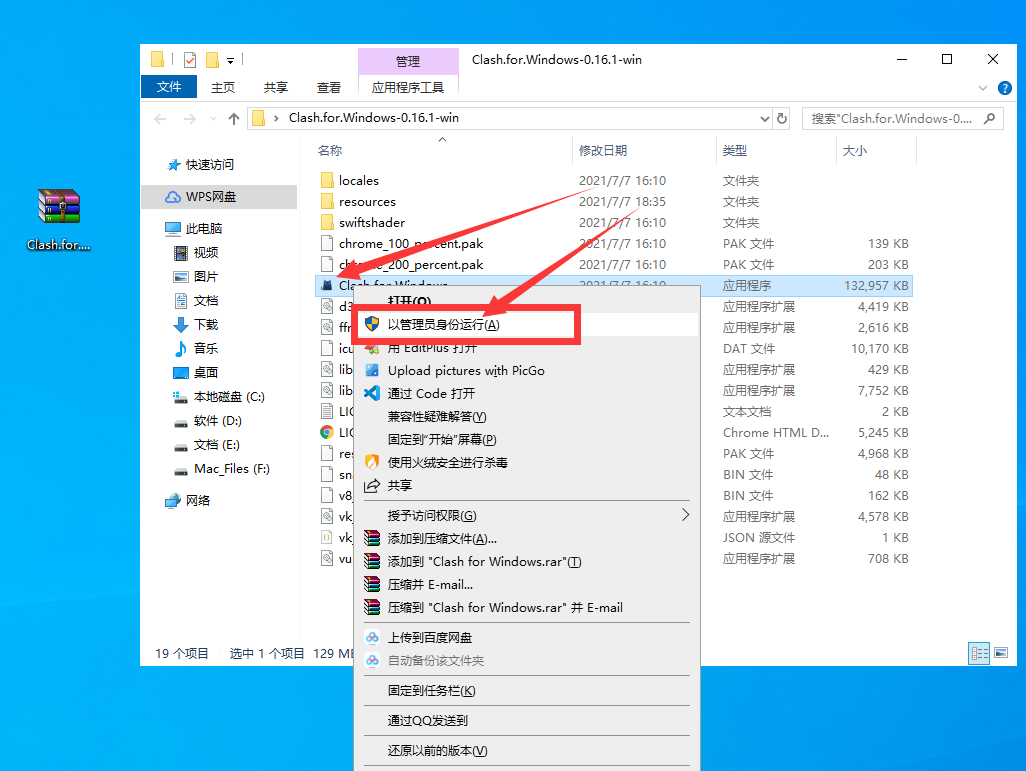 管理
Clash.for.Windows-0.16.1-win
文件
主页
共享
查看
应用程序工具
Clash.for.Windows-0.16.1-win
搜索"Clash.for.Windows-0....
名称
修改日期
类型
大小
快速访问
WPS网盘
此电脑
视频
图片
文档
下载
音乐
桌面
本地磁盘 (C:)
软件 (D:)
文档 (E:)
Mac_Files (F:)
网络
Clash.for....
locales 2021/7/7 16:10 文件夹
resources 2021/7/7 18:35 文件夹
swiftshader 2021/7/7 16:10 文件夹
chrome_100_percent.pak 2021/7/7 16:10 PAK 文件 139 KB
chrome_200_percent.pak 2021/7/7 16:10 PAK 文件 203 KB
Clash for Windows 2021/7/7 16:10 应用程序 132,957 KB
d3 应用程序扩展 4,419 KB
ffr 应用程序扩展 2,616 KB
icu DAT 文件 10,170 KB
lib 应用程序扩展 429 KB
lib 应用程序扩展 7,752 KB
LIC 文本文档 2 KB
LIC Chrome HTML D... 5,245 KB
res PAK 文件 4,968 KB
sna BIN 文件 48 KB
v8_ BIN 文件 162 KB
vk_ 应用程序扩展 4,578 KB
vk_ JSON 源文件 1 KB
vu 应用程序扩展 708 KB
打开(O)
以管理员身份运行(A)
用 EditPlus 打开
Upload pictures with PicGo
通过 Code 打开
兼容性疑难解答(Y)
固定到"开始"屏幕(P)
使用火绒安全进行杀毒
共享
授予访问权限(G)
添加到压缩文件(A)...
添加到 "Clash for Windows.rar"(T)
压缩并 E-mail...
压缩到 "Clash for Windows.rar" 并 E-mail
上传到百度网盘
自动备份该文件夹
固定到任务栏(K)
通过QQ发送到
还原以前的版本(V)
19 个项目 选中 1 个项目 129 MB